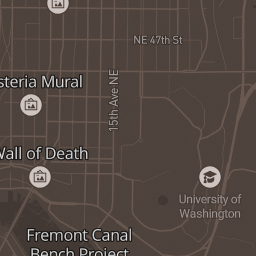 NE 47th St
steria Mural
15th Ave NE
Wall of Death
University of
Washington
Fremont Canal
Bench Project